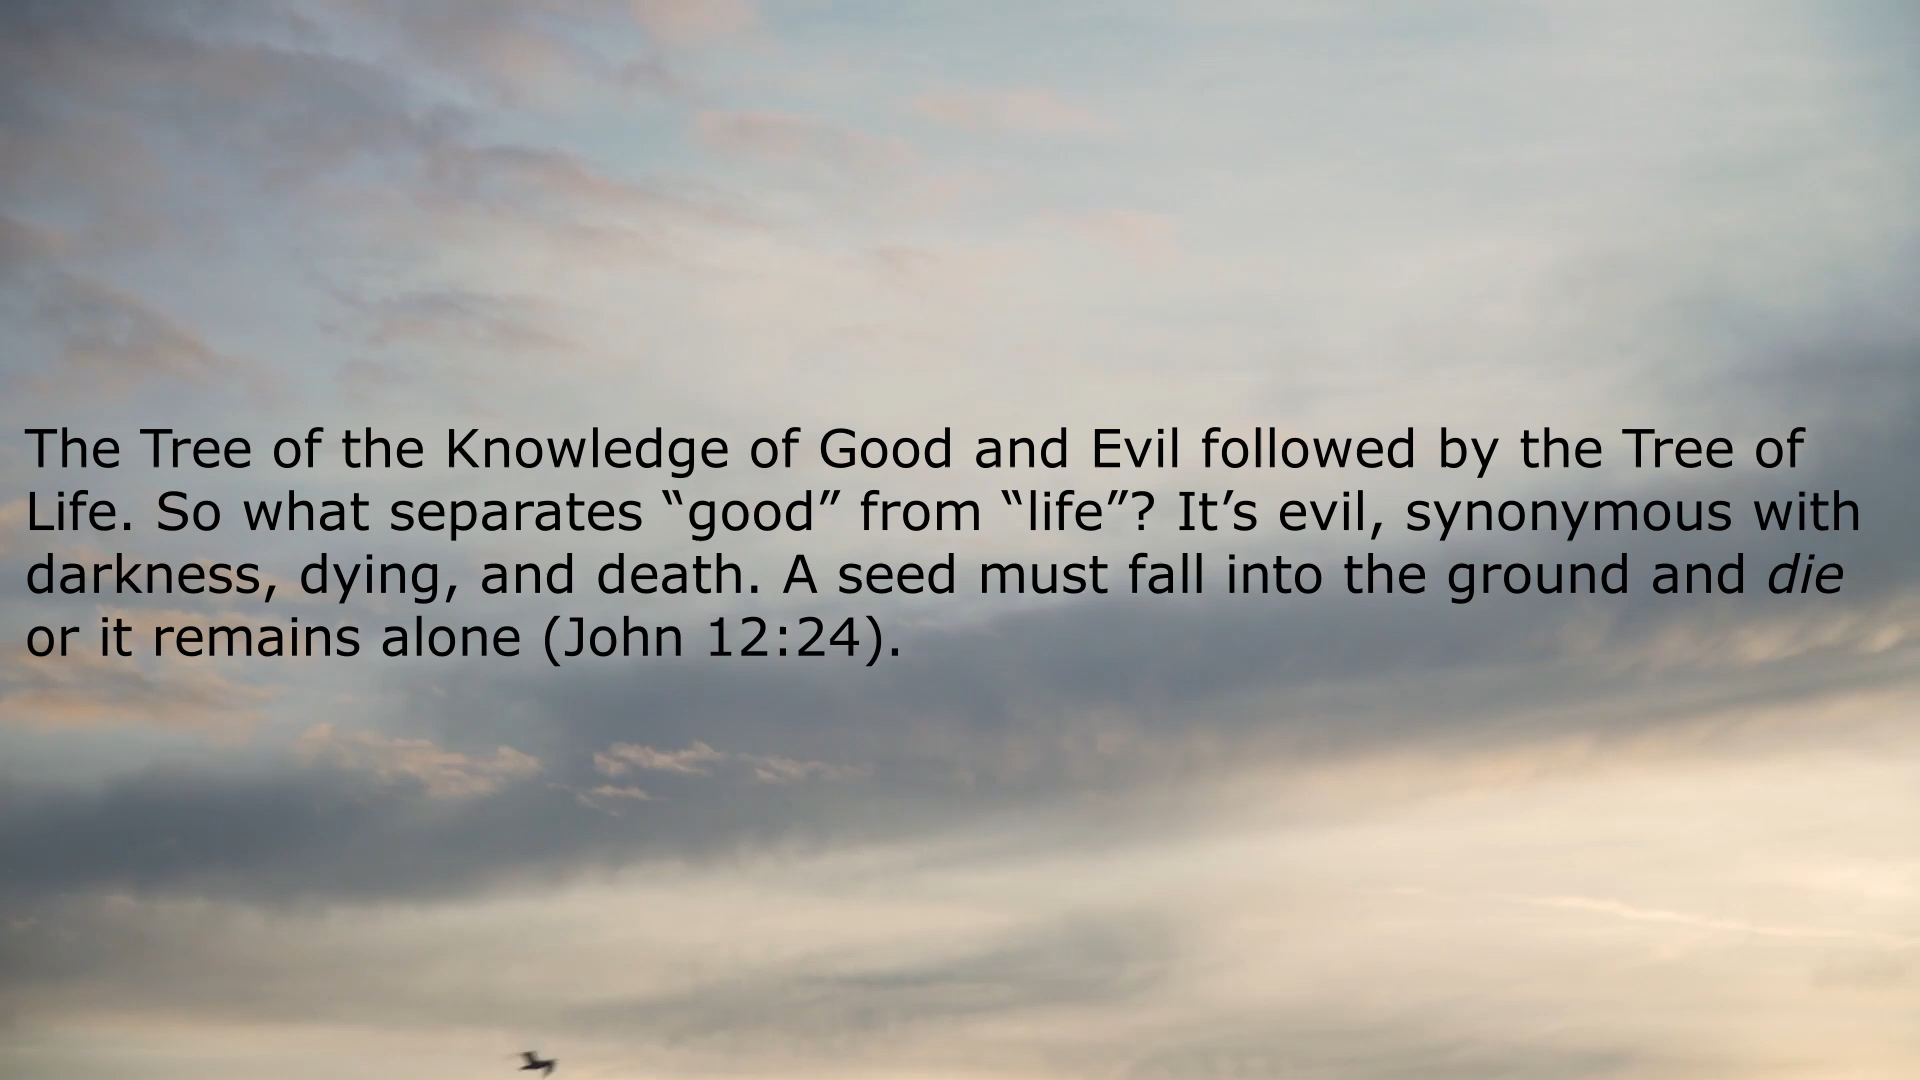 The Tree of the Knowledge of Good and Evil followed by the Tree of
Life. So what separates “good” from “life”? It’s evil, synonymous with
darkness, dying, and death. A seed must fall into the ground and die
or it remains alone (John 12:24).